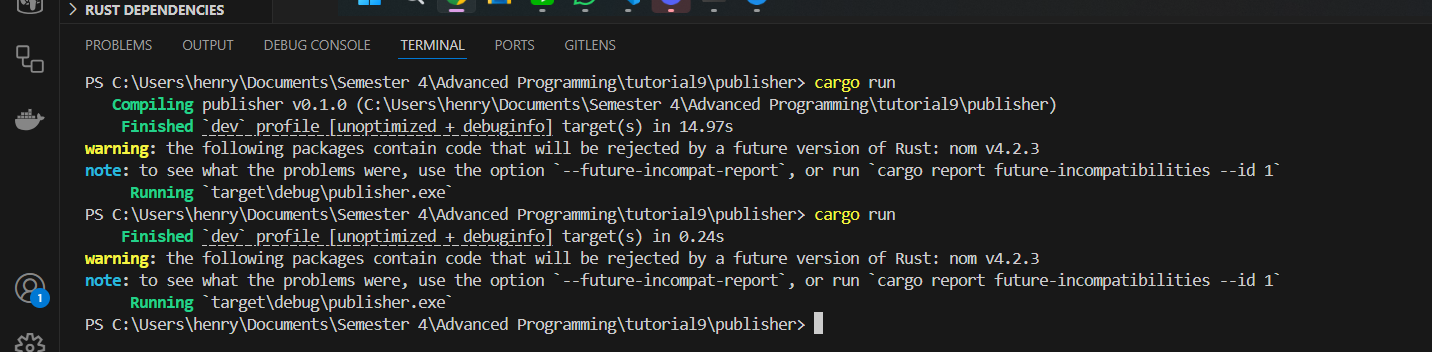 RUST DEPENDENCIES
PROBLEMS OUTPUT DEBUG CONSOLE TERMINAL PORTS GITLENS
PS C:\Users\henry\Documents\Semester 4\Advanced Programming\tutorial9\publisher> cargo run
Compiling publisher v0.1.0 (C:\Users\henry\Documents\Semester 4\Advanced Programming\tutorial9\publisher)
Finished `dev` profile [unoptimized + debuginfo] target(s) in 14.97s
warning: the following packages contain code that will be rejected by a future version of Rust: nom v4.2.3
note: to see what the problems were, use the option `--future-incompat-report`, or run `cargo report future-incompatibilities --id 1`
Running `target\debug\publisher.exe`
PS C:\Users\henry\Documents\Semester 4\Advanced Programming\tutorial9\publisher> cargo run
Finished `dev` profile [unoptimized + debuginfo] target(s) in 0.24s
warning: the following packages contain code that will be rejected by a future version of Rust: nom v4.2.3
note: to see what the problems were, use the option `--future-incompat-report`, or run `cargo report future-incompatibilities --id 1`
Running `target\debug\publisher.exe`
1
PS C:\Users\henry\Documents\Semester 4\Advanced Programming\tutorial9\publisher>